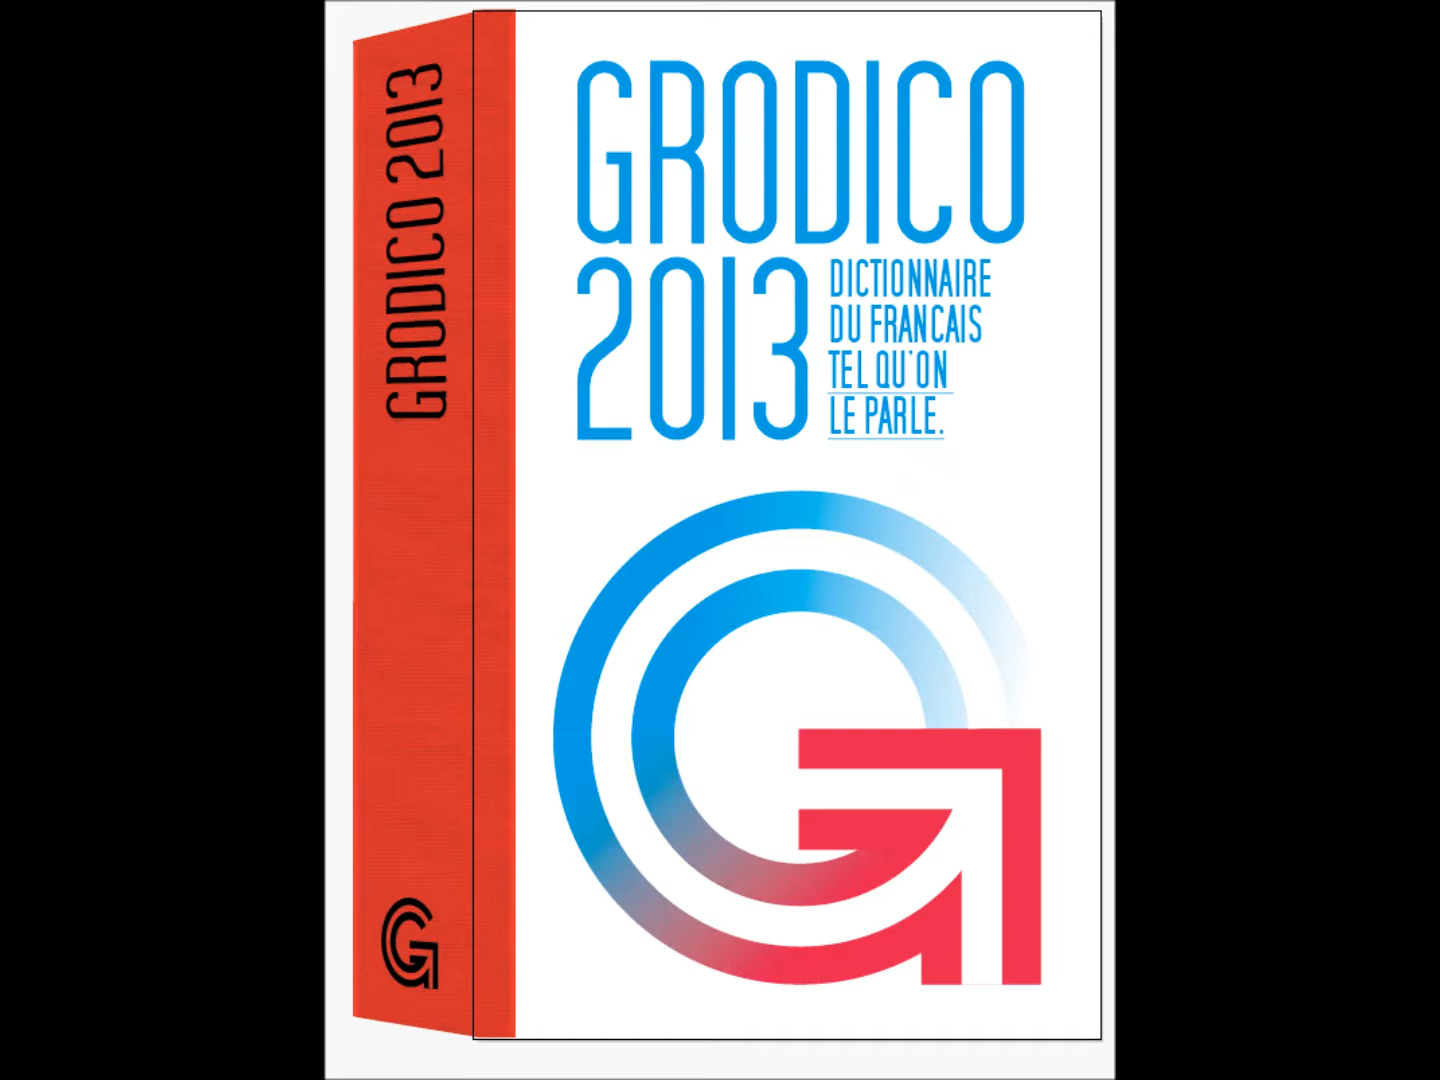 GRODICO 2013
GRODICO
2013
DICTIONNAIRE
DU FRANCAIS
TEL QU'ON
LE PARLE.
G
G